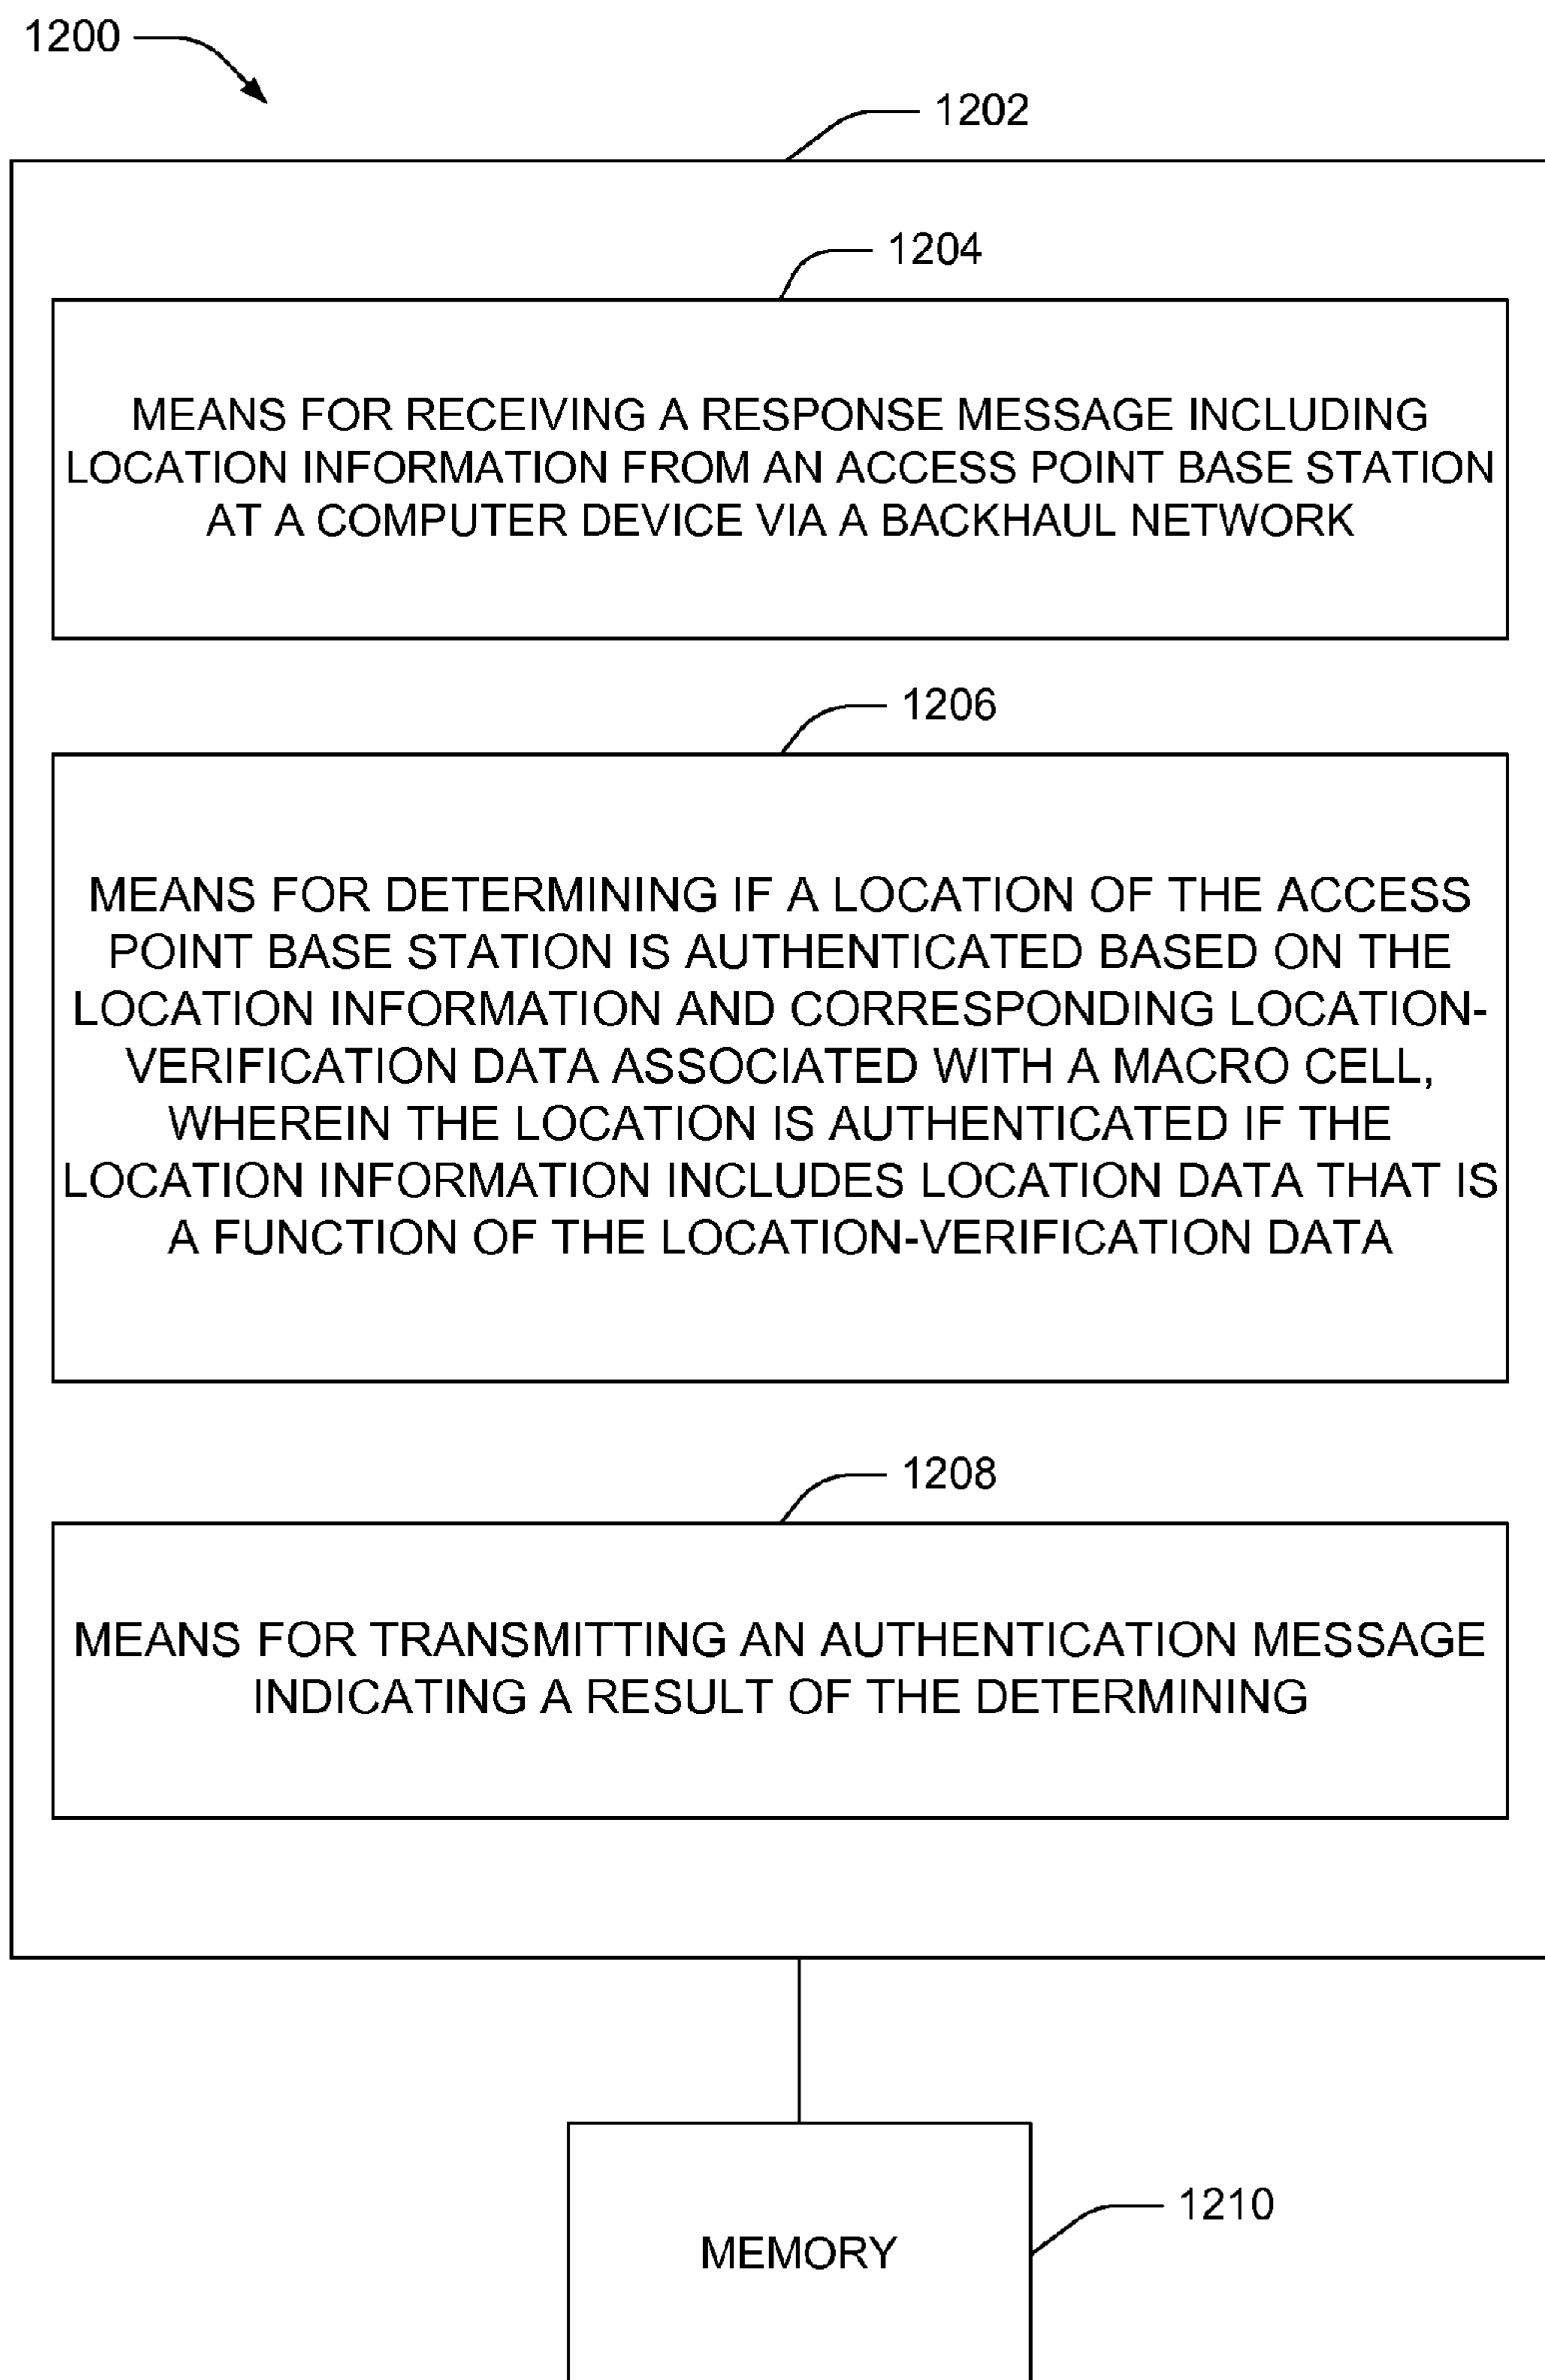 1200
1202
1204
MEANS FOR RECEIVING A RESPONSE MESSAGE INCLUDING
LOCATION INFORMATION FROM AN ACCESS POINT BASE STATION
AT A COMPUTER DEVICE VIA A BACKHAUL NETWORK
1206
MEANS FOR DETERMINING IF A LOCATION OF THE ACCESS
POINT BASE STATION IS AUTHENTICATED BASED ON THE
LOCATION INFORMATION AND CORRESPONDING LOCATION-
VERIFICATION DATA ASSOCIATED WITH A MACRO CELL,
WHEREIN THE LOCATION IS AUTHENTICATED IF THE
LOCATION INFORMATION INCLUDES LOCATION DATA THAT IS
A FUNCTION OF THE LOCATION-VERIFICATION DATA
1208
MEANS FOR TRANSMITTING AN AUTHENTICATION MESSAGE
INDICATING A RESULT OF THE DETERMINING
1210
MEMORY